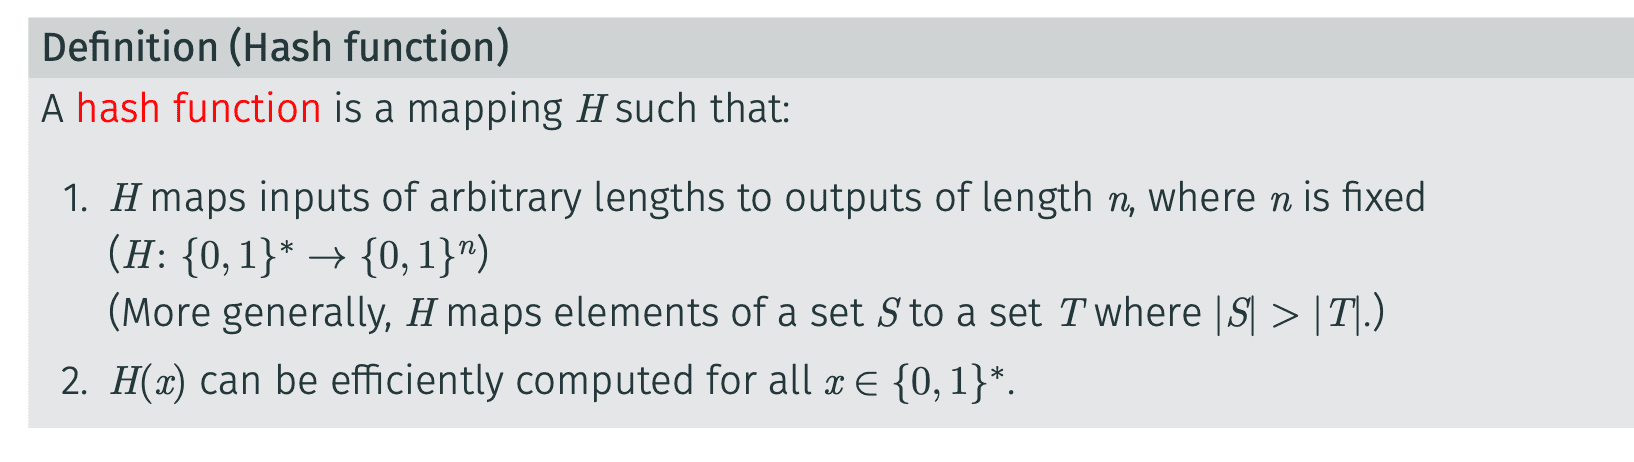 Definition (Hash function)
A hash function is a mapping H such that:
1. H maps inputs of arbitrary lengths to outputs of length n, where n is fixed
(H: {0, 1}* → {0, 1}ⁿ)
(More generally, H maps elements of a set S to a set T where |S| > |T|.)
2. H(x) can be efficiently computed for all x ∈ {0, 1}*.